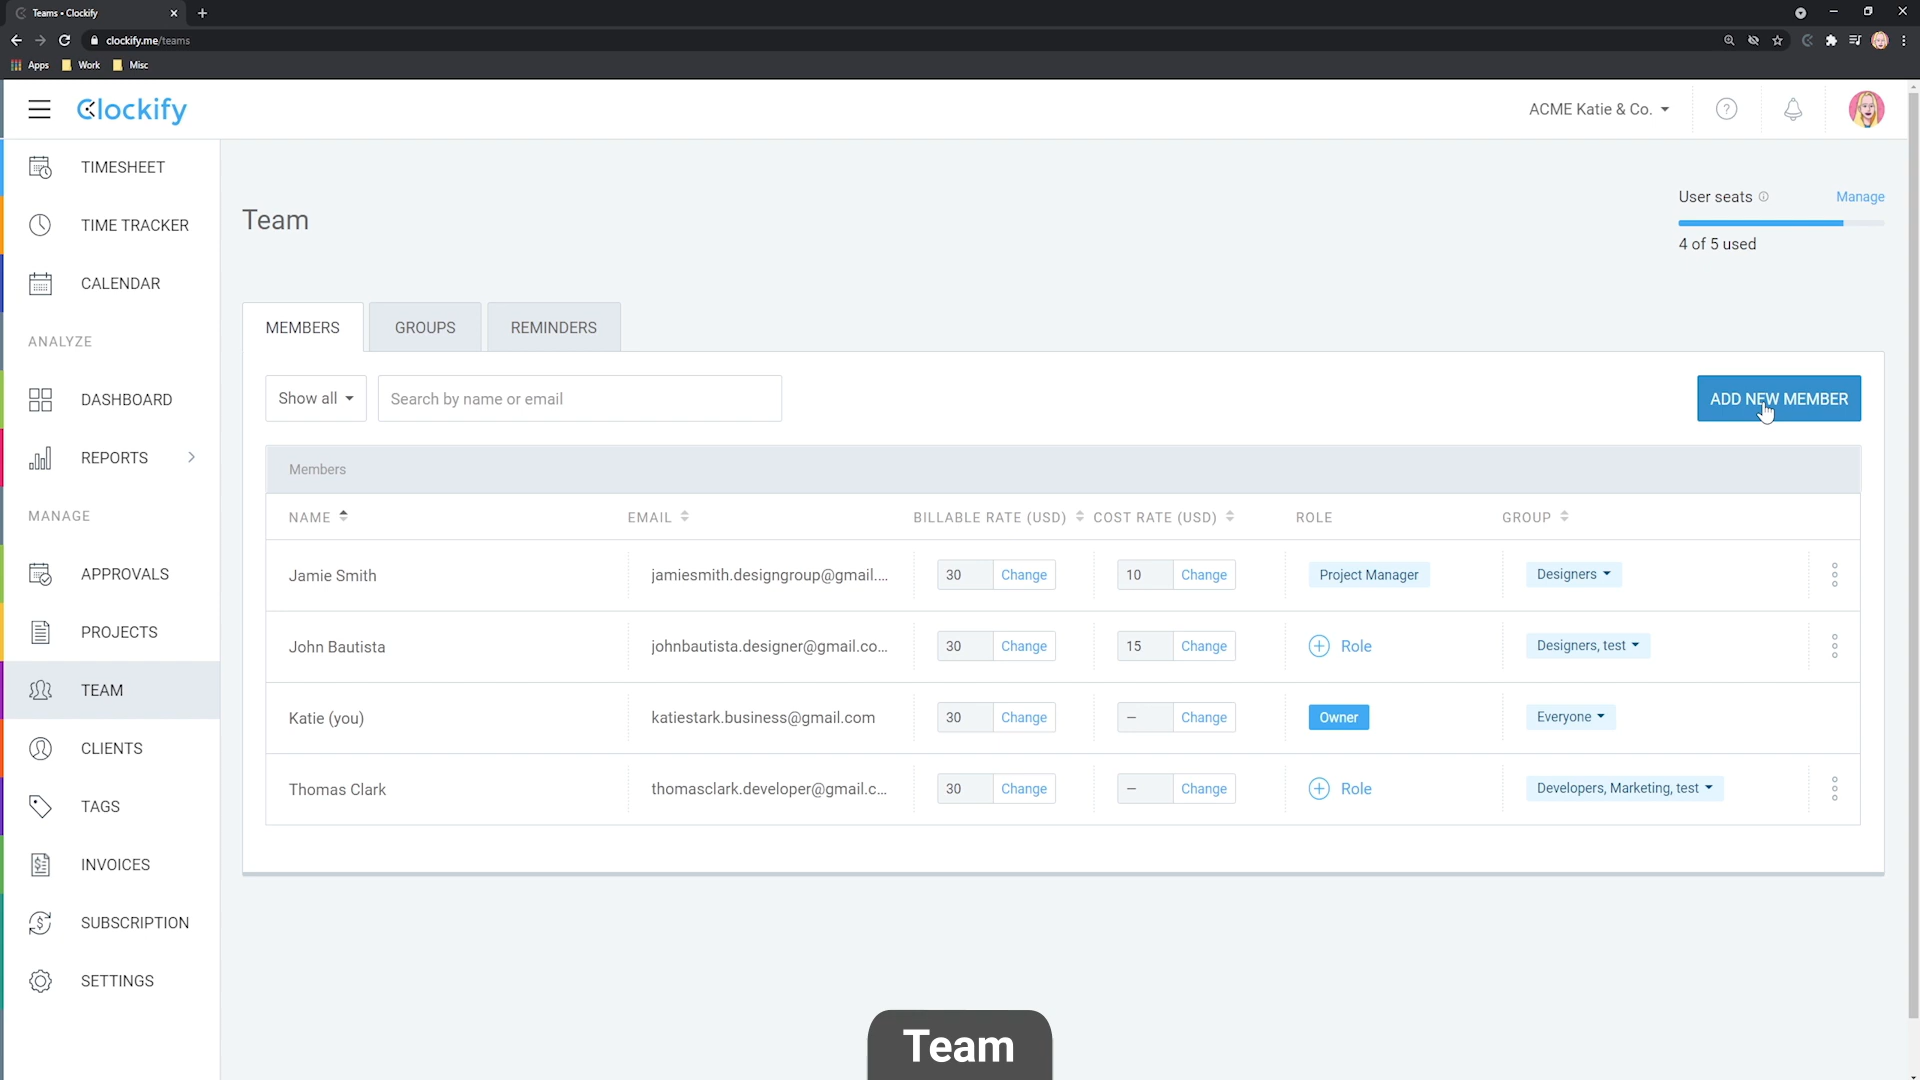 Teams - Clockify
clockify.me/teams
Apps Work Misc
Clockify
ACME Katie & Co.
TIMESHEET
TIME TRACKER
CALENDAR
ANALYZE
DASHBOARD
REPORTS
MANAGE
APPROVALS
PROJECTS
TEAM
CLIENTS
TAGS
INVOICES
SUBSCRIPTION
SETTINGS
Team
User seats Manage
4 of 5 used
MEMBERS GROUPS REMINDERS
Show all Search by name or email ADD NEW MEMBER
Members
NAME EMAIL BILLABLE RATE (USD) COST RATE (USD) ROLE GROUP
Jamie Smith jamiesmith.designgroup@gmail.... 30 Change 10 Change Project Manager Designers
John Bautista johnbautista.designer@gmail.co... 30 Change 15 Change Role Designers, test
Katie (you) katiestark.business@gmail.com 30 Change – Change Owner Everyone
Thomas Clark thomasclark.developer@gmail.c... 30 Change – Change Role Developers, Marketing, test
Team